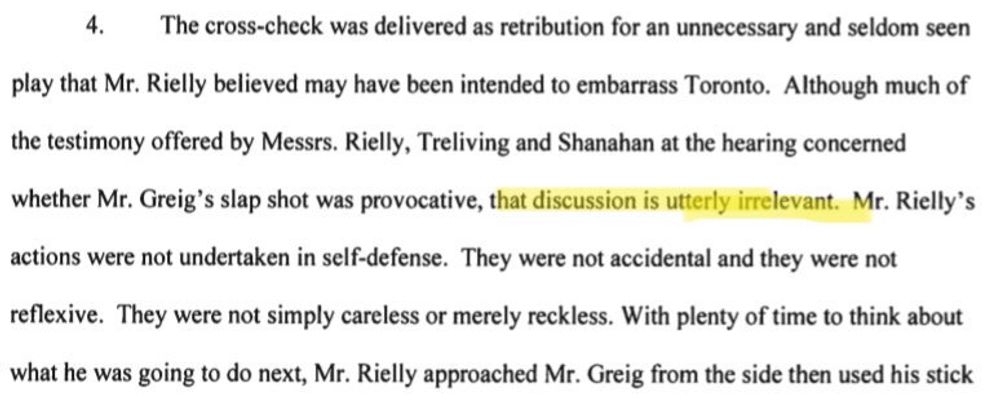 4. The cross-check was delivered as retribution for an unnecessary and seldom seen
play that Mr. Rielly believed may have been intended to embarrass Toronto. Although much of
the testimony offered by Messrs. Rielly, Treliving and Shanahan at the hearing concerned
whether Mr. Greig's slap shot was provocative, that discussion is utterly irrelevant. Mr. Rielly's
actions were not undertaken in self-defense. They were not accidental and they were not
reflexive. They were not simply careless or merely reckless. With plenty of time to think about
what he was going to do next, Mr. Rielly approached Mr. Greig from the side then used his stick